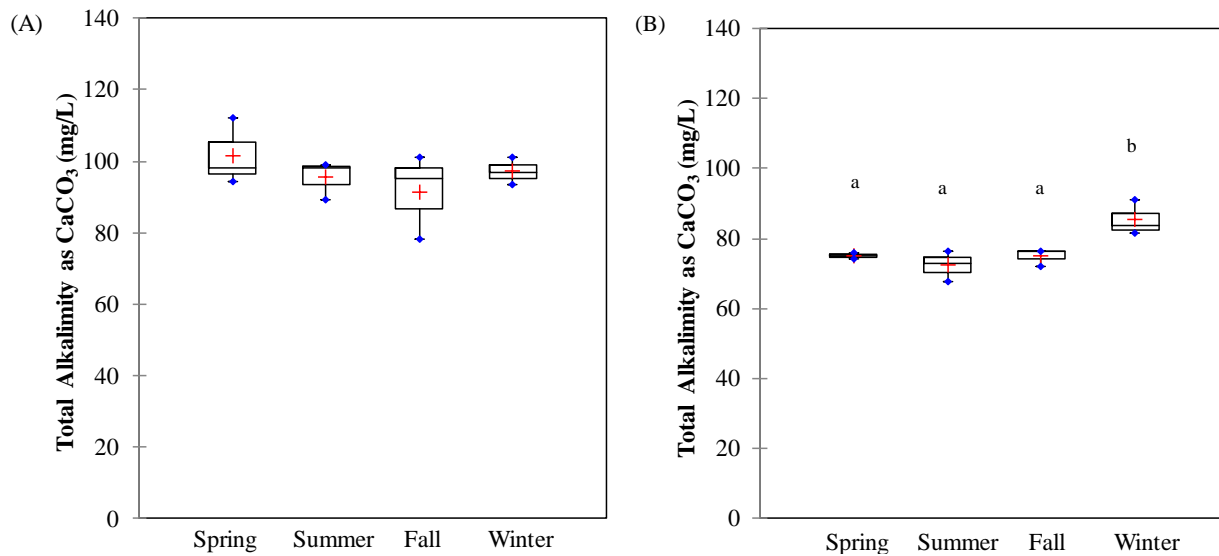 (A)
Total Alkalimity as CaCO3 (mg/L)
140
120
100
80
60
40
20
0
Spring Summer Fall Winter
(B)
Total Alkalimity as CaCO3 (mg/L)
140
120
100
80
60
40
20
0
a a a b
Spring Summer Fall Winter